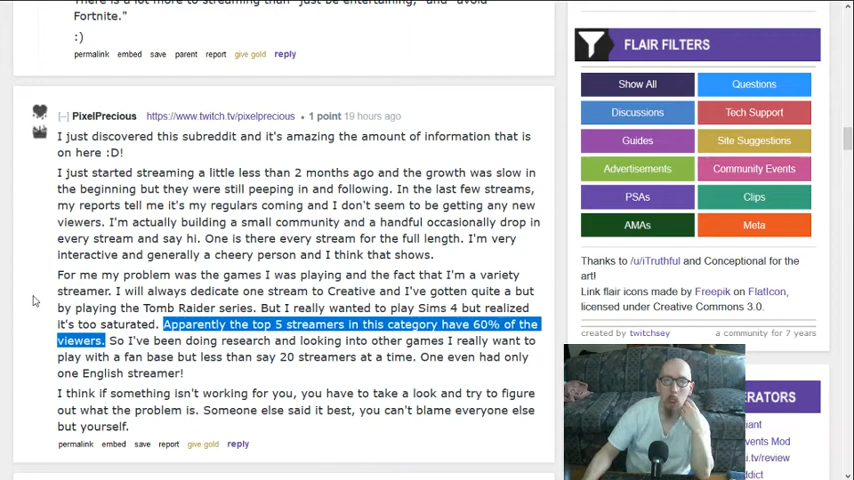 There is a lot more to streaming than "just be entertaining," and "avoid
Fortnite."
:)
permalink embed save parent report give gold reply
[–] PixelPrecious https://www.twitch.tv/pixelprecious • 1 point 19 hours ago
I just discovered this subreddit and it's amazing the amount of information that is
on here :D!
I just started streaming a little less than 2 months ago and the growth was slow in
the beginning but they were still peeping in and following. In the last few streams,
my reports tell me it's my regulars coming and I don't seem to be getting any new
viewers. I'm actually building a small community and a handful occasionally drop in
every stream and say hi. One is there every stream for the full length. I'm very
interactive and generally a cheery person and I think that shows.
For me my problem was the games I was playing and the fact that I'm a variety
streamer. I will always dedicate one stream to Creative and I've gotten quite a but
by playing the Tomb Raider series. But I really wanted to play Sims 4 but realized
it's too saturated. Apparently the top 5 streamers in this category have 60% of the
viewers. So I've been doing research and looking into other games I really want to
play with a fan base but less than say 20 streamers at a time. One even had only
one English streamer!
I think if something isn't working for you, you have to take a look and try to figure
out what the problem is. Someone else said it best, you can't blame everyone else
but yourself.
permalink embed save report give gold reply
FLAIR FILTERS
Show All Questions
Discussions Tech Support
Guides Site Suggestions
Advertisements Community Events
PSAs Clips
AMAs Meta
Thanks to /u/iTruthful and Conceptional for the
art!
Link flair icons made by Freepik on FlatIcon,
licensed under Creative Commons 3.0.
created by twitchsey a community for 7 years